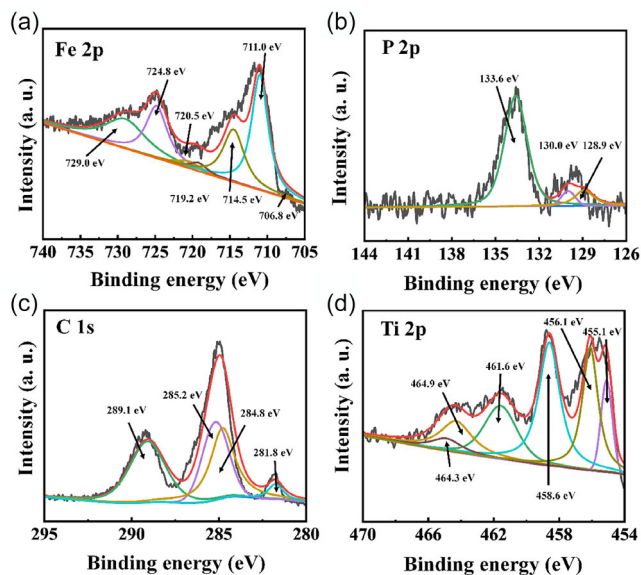 (a)
Fe 2p
711.0 eV
724.8 eV
720.5 eV
729.0 eV
719.2 eV
714.5 eV
706.8 eV
740 735 730 725 720 715 710 705
Binding energy (eV)
Intensity (a. u.)
(b)
P 2p
133.6 eV
130.0 eV
128.9 eV
144 141 138 135 132 129 126
Binding energy (eV)
Intensity (a. u.)
(c)
C 1s
285.2 eV
289.1 eV
284.8 eV
281.8 eV
295 290 285 280
Binding energy (eV)
Intensity (a. u.)
(d)
Ti 2p
456.1 eV
455.1 eV
461.6 eV
464.9 eV
464.3 eV
458.6 eV
470 466 462 458 454
Binding energy (eV)
Intensity (a. u.)